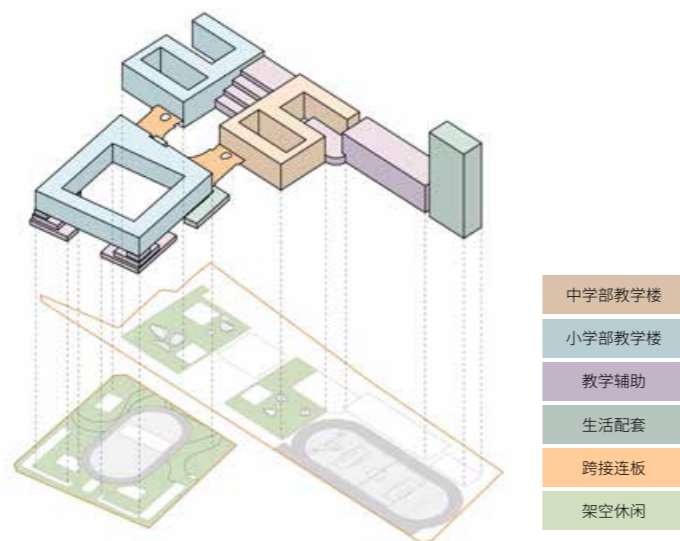 中学部教学楼
小学部教学楼
教学辅助
生活配套
跨接连板
架空休闲